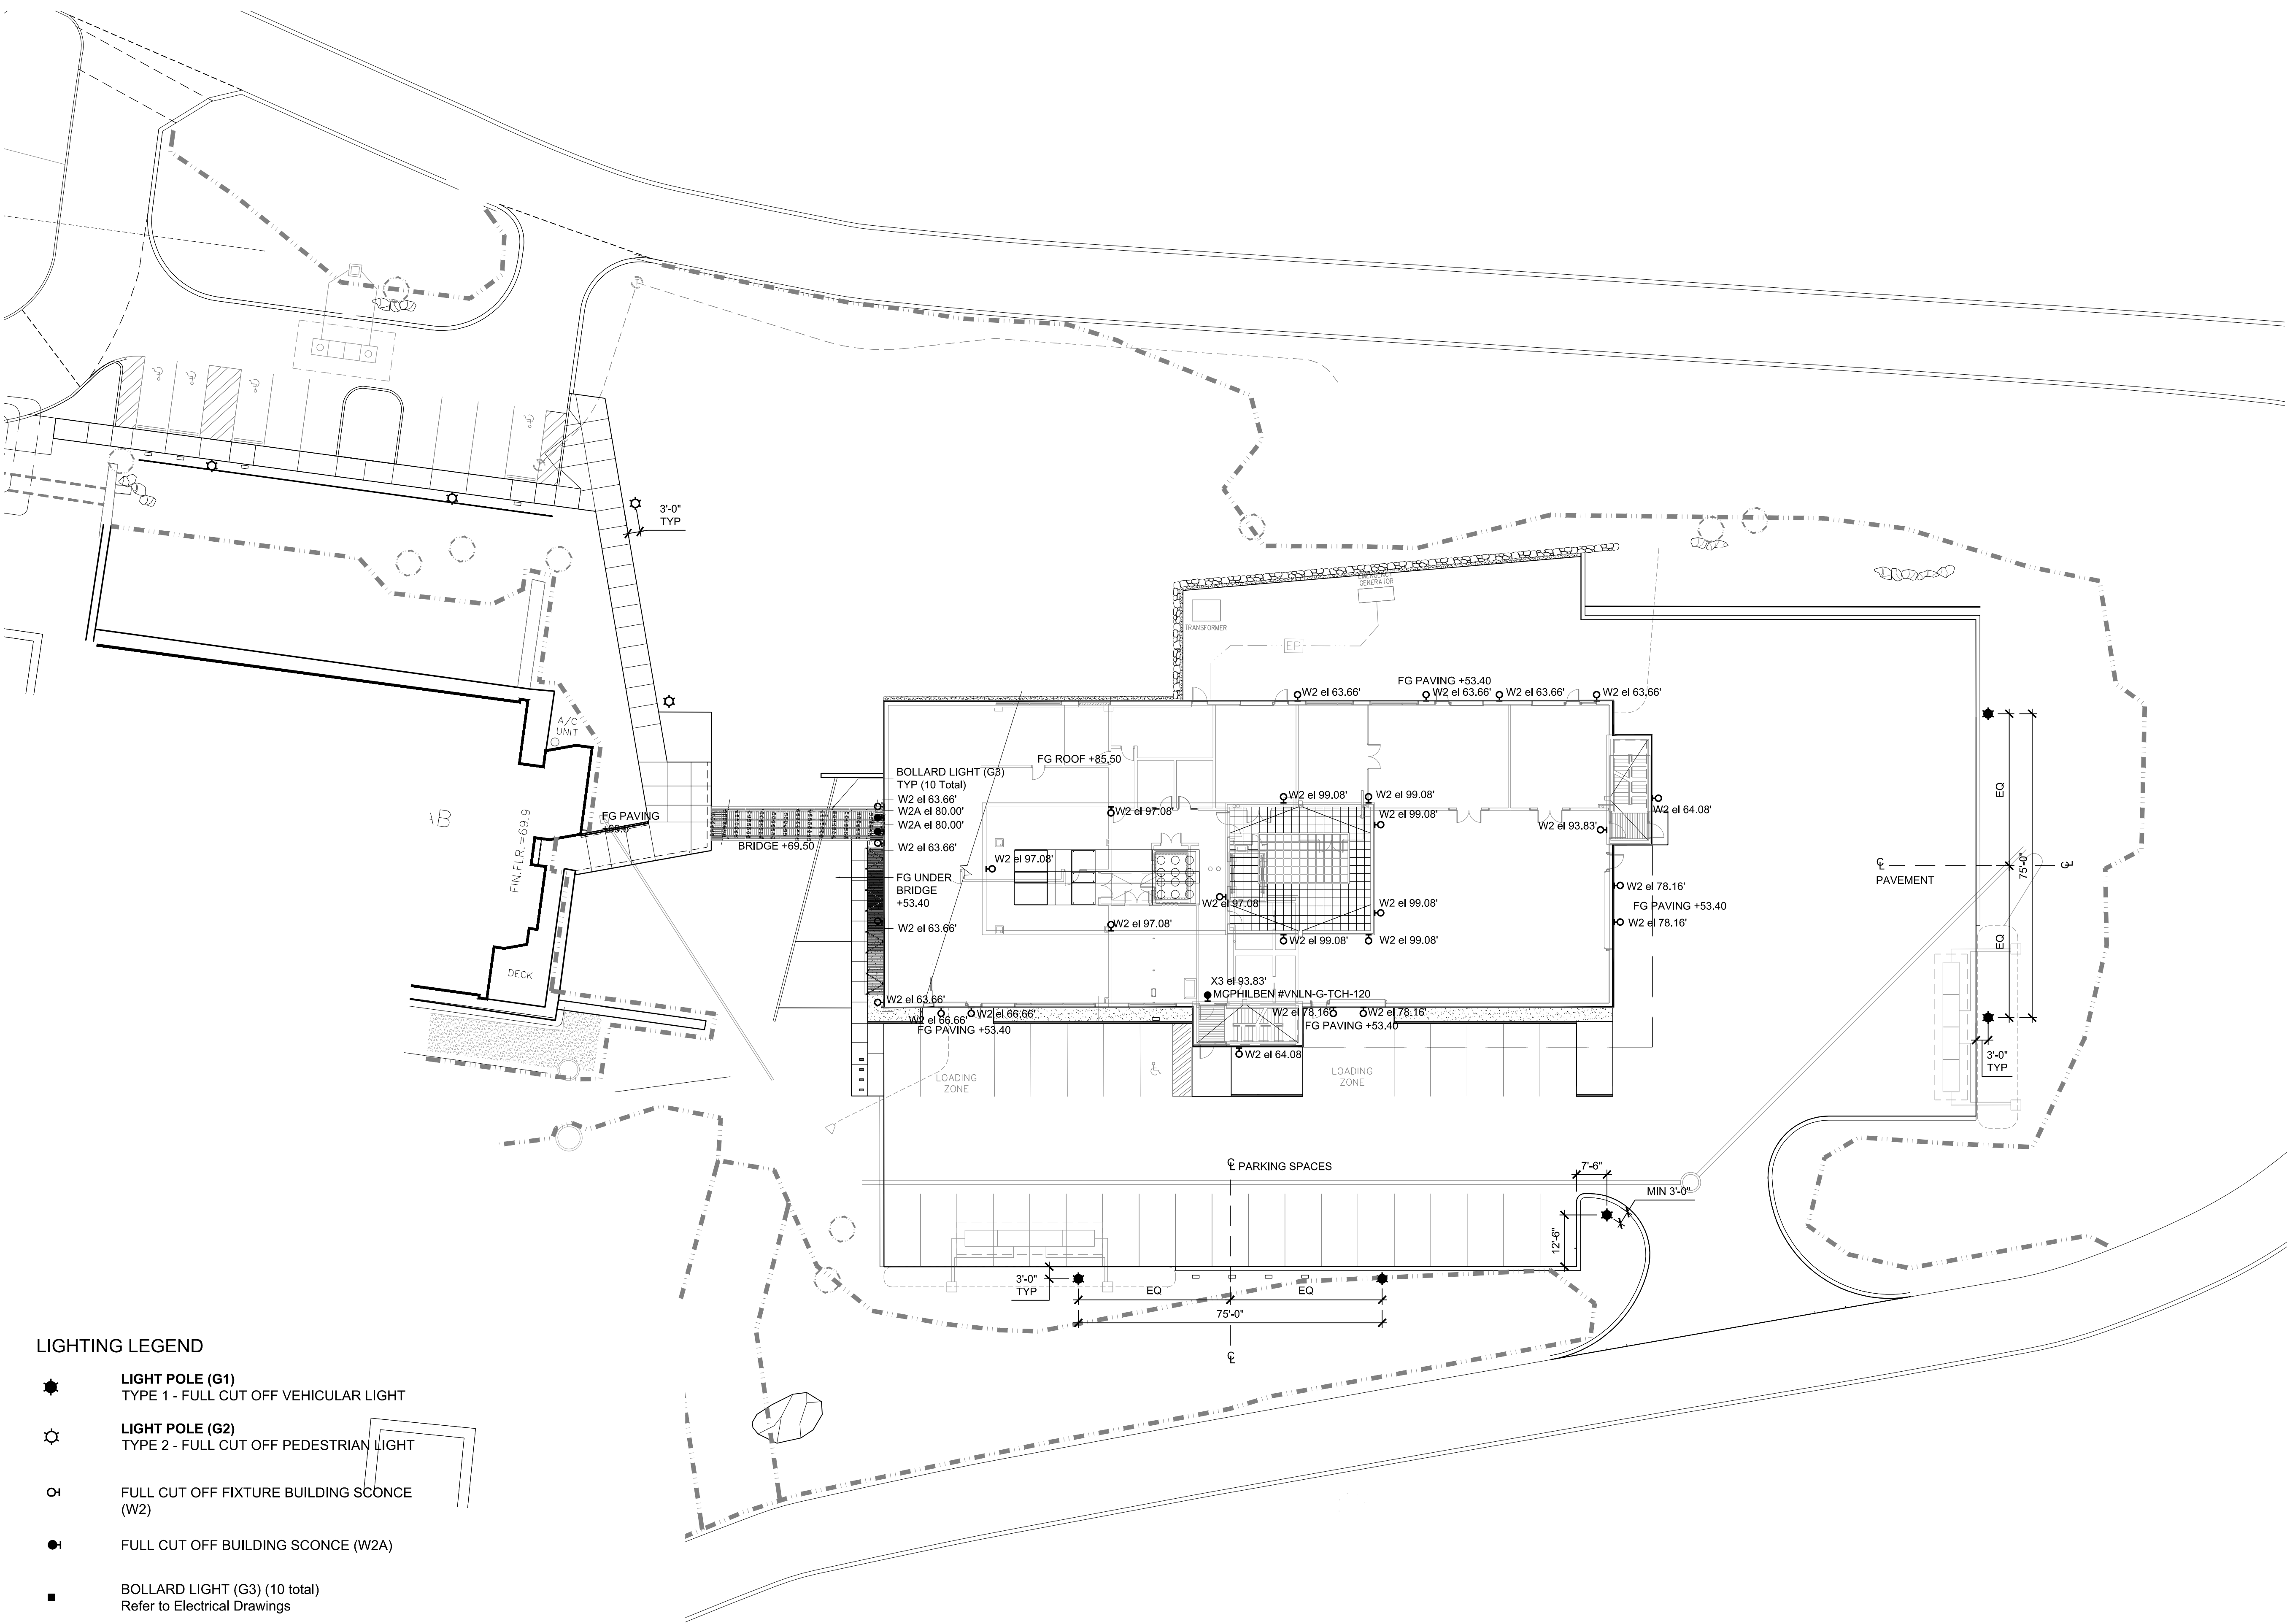 3'-0"
TYP
EMERGENCY
GENERATOR
TRANSFORMER
EP
FG PAVING +53.40
W2 el 63.66'
W2 el 63.66'
W2 el 63.66'
W2 el 63.66'
A/C
UNIT
AB
FIN.FLR.=69.9
DECK
FG PAVING
BRIDGE +69.50
BOLLARD LIGHT (G3)
TYP (10 Total)
W2 el 63.66'
W2A el 80.00'
W2A el 80.00'
W2 el 63.66'
FG UNDER
BRIDGE
+53.40
W2 el 63.66'
W2 el 63.66'
FG ROOF +85.50
W2 el 97.08'
W2 el 97.08'
W2 el 97.08'
W2 el 97.08'
W2 el 99.08'
W2 el 99.08'
W2 el 99.08'
W2 el 99.08'
W2 el 99.08'
W2 el 99.08'
W2 el 64.08'
W2 el 93.83'
W2 el 78.16'
FG PAVING +53.40
W2 el 78.16'
EQ
75'-0"
EQ
CL
PAVEMENT
CL
3'-0"
TYP
X3 el 93.83'
MCPHILBEN #VNLN-G-TCH-120
W2 el 66.66'
W2 el 66.66'
FG PAVING +53.40
W2 el 78.16'
W2 el 78.16'
FG PAVING +53.40
W2 el 64.08'
LOADING
ZONE
LOADING
ZONE
CL PARKING SPACES
7'-6"
MIN 3'-0"
12'-6"
3'-0"
TYP
EQ
EQ
75'-0"
CL
LIGHTING LEGEND
LIGHT POLE (G1)
TYPE 1 - FULL CUT OFF VEHICULAR LIGHT
LIGHT POLE (G2)
TYPE 2 - FULL CUT OFF PEDESTRIAN LIGHT
FULL CUT OFF FIXTURE BUILDING SCONCE
(W2)
FULL CUT OFF BUILDING SCONCE (W2A)
BOLLARD LIGHT (G3) (10 total)
Refer to Electrical Drawings